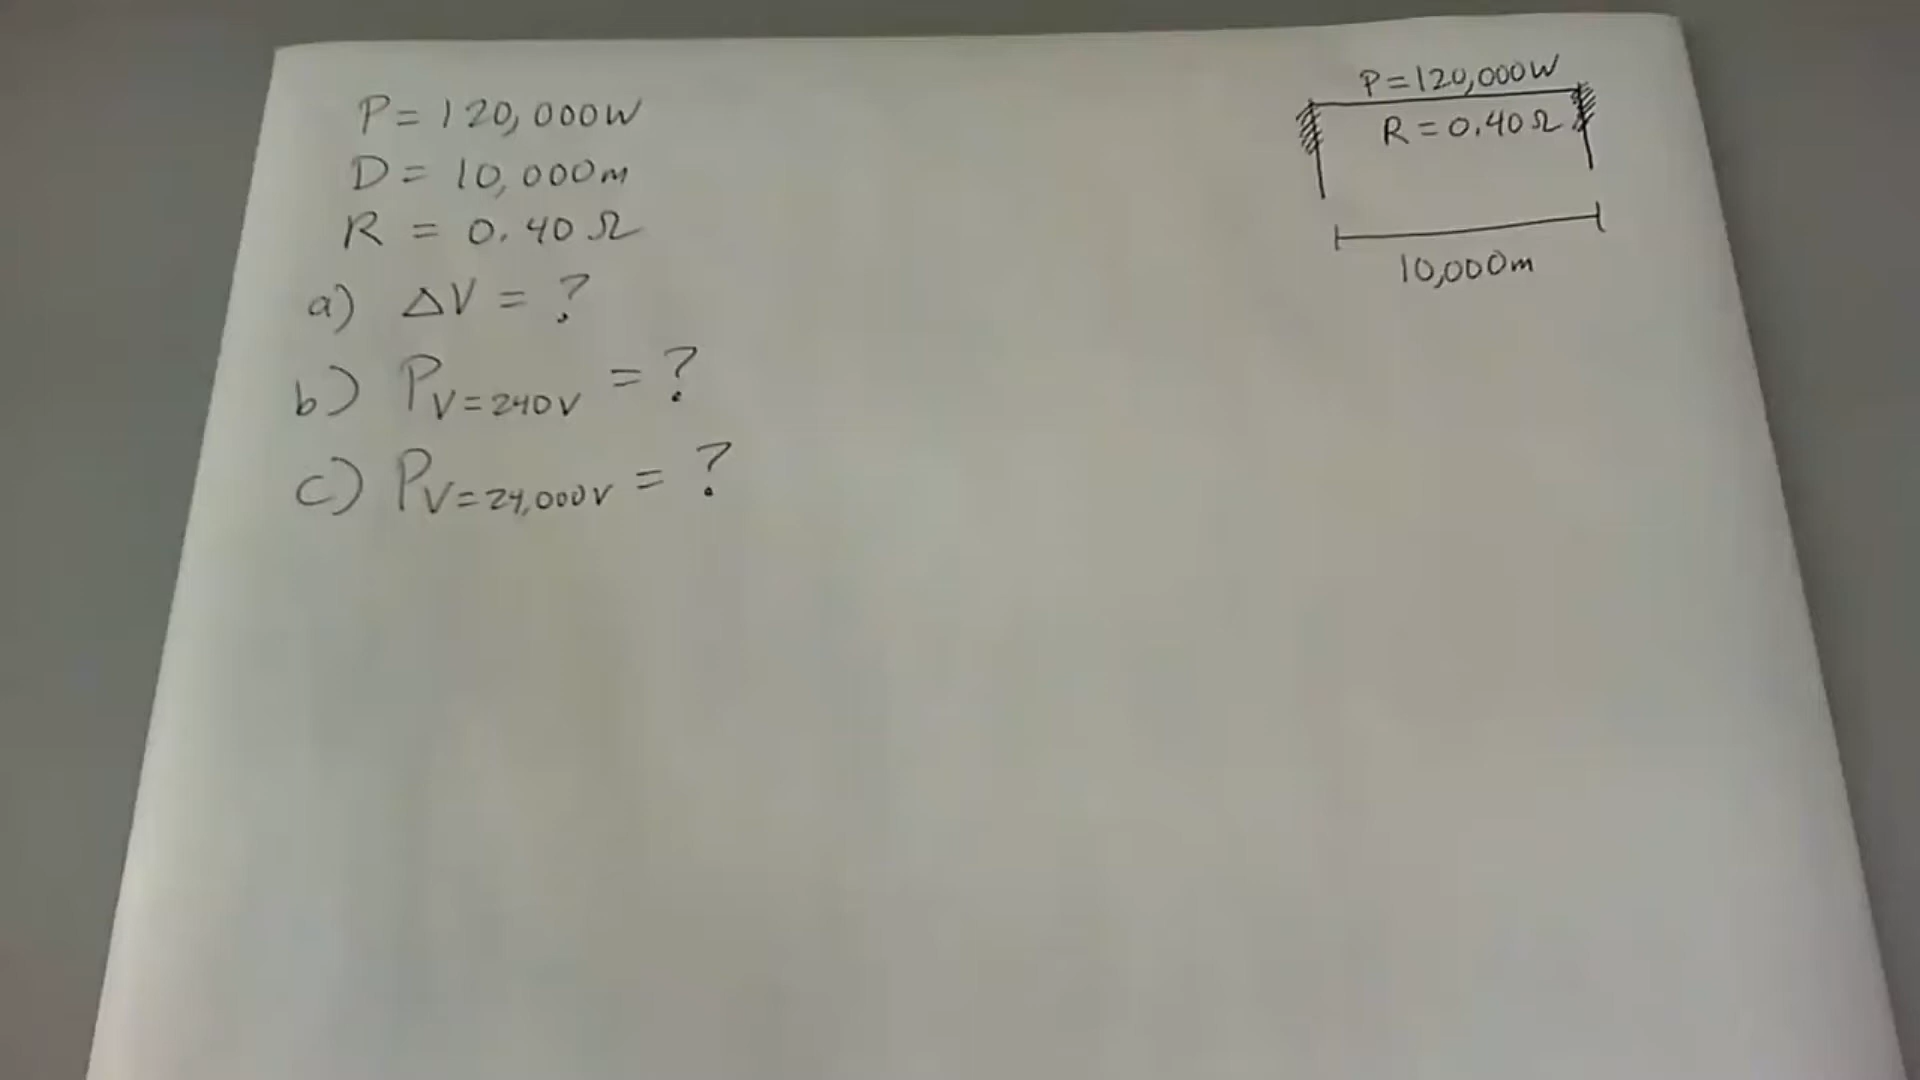 P = 120,000W
D = 10,000m
R = 0.40 Ω
a) ΔV = ?
b) PV=240V = ?
c) PV=24,000V = ?
P=120,000W
R = 0.40Ω
10,000m